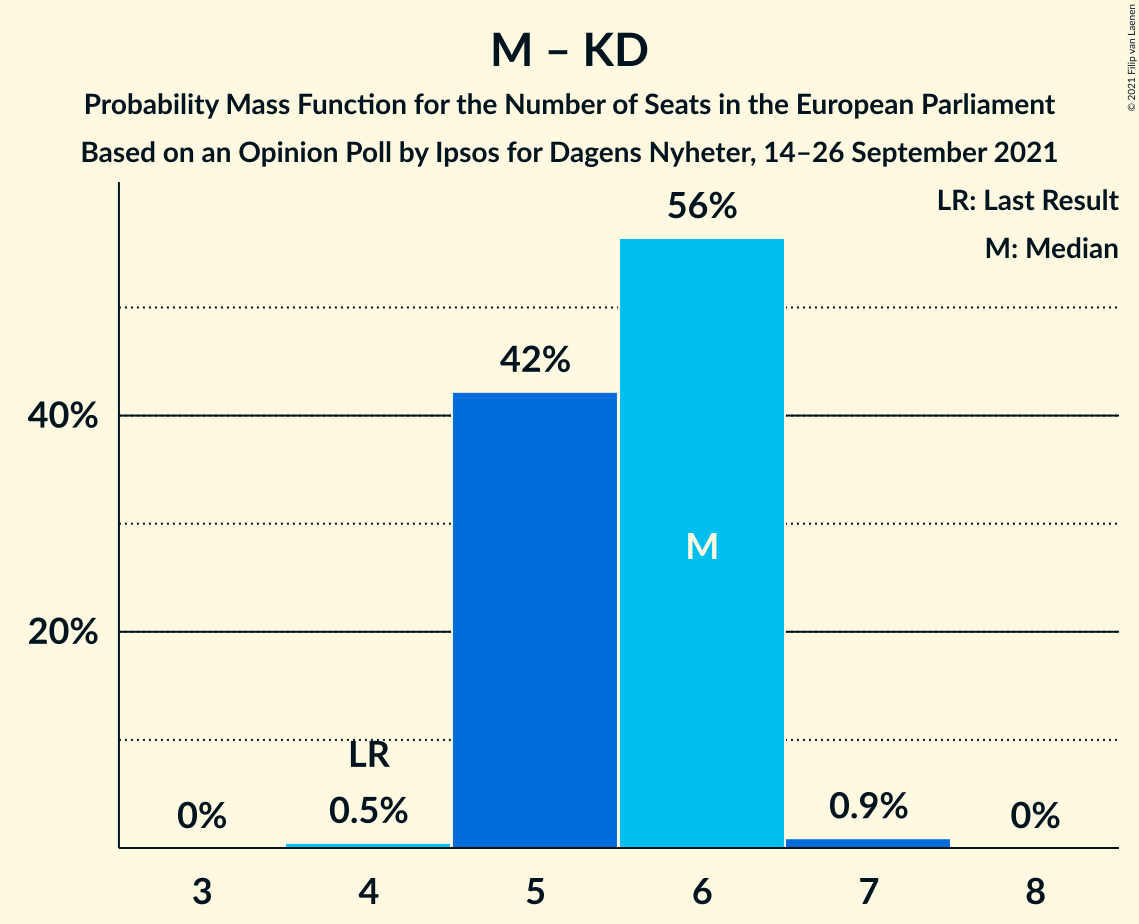 M – KD
Probability Mass Function for the Number of Seats in the European Parliament
Based on an Opinion Poll by Ipsos for Dagens Nyheter, 14–26 September 2021
© 2021 Filip van Laenen
LR: Last Result
M: Median
56%
42%
40%
M
20%
LR
0%
0.5%
0.9%
0%
3
4
5
6
7
8